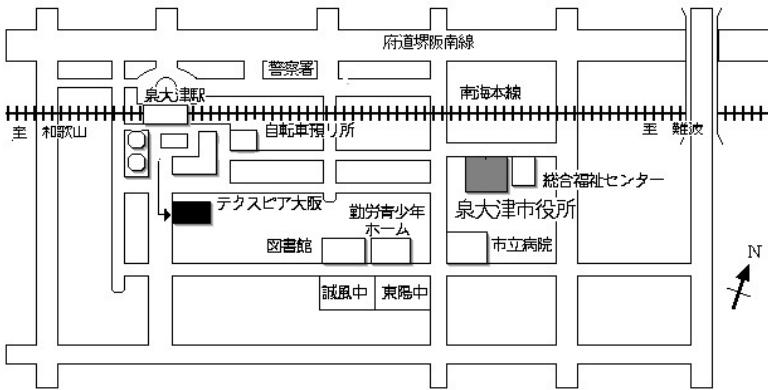 府道堺阪南線
警察署
泉大津駅
南海本線
至 和歌山
自転車預り所
至 難波
テクスピア大阪
総合福祉センター
勤労青少年
ホーム
泉大津市役所
図書館
市立病院
N
誠風中
東陽中